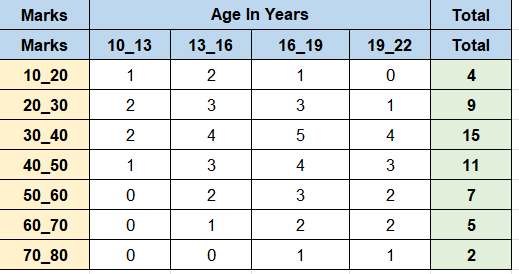 Marks Age In Years Total
Marks 10_13 13_16 16_19 19_22 Total
10_20 1 2 1 0 4
20_30 2 3 3 1 9
30_40 2 4 5 4 15
40_50 1 3 4 3 11
50_60 0 2 3 2 7
60_70 0 1 2 2 5
70_80 0 0 1 1 2